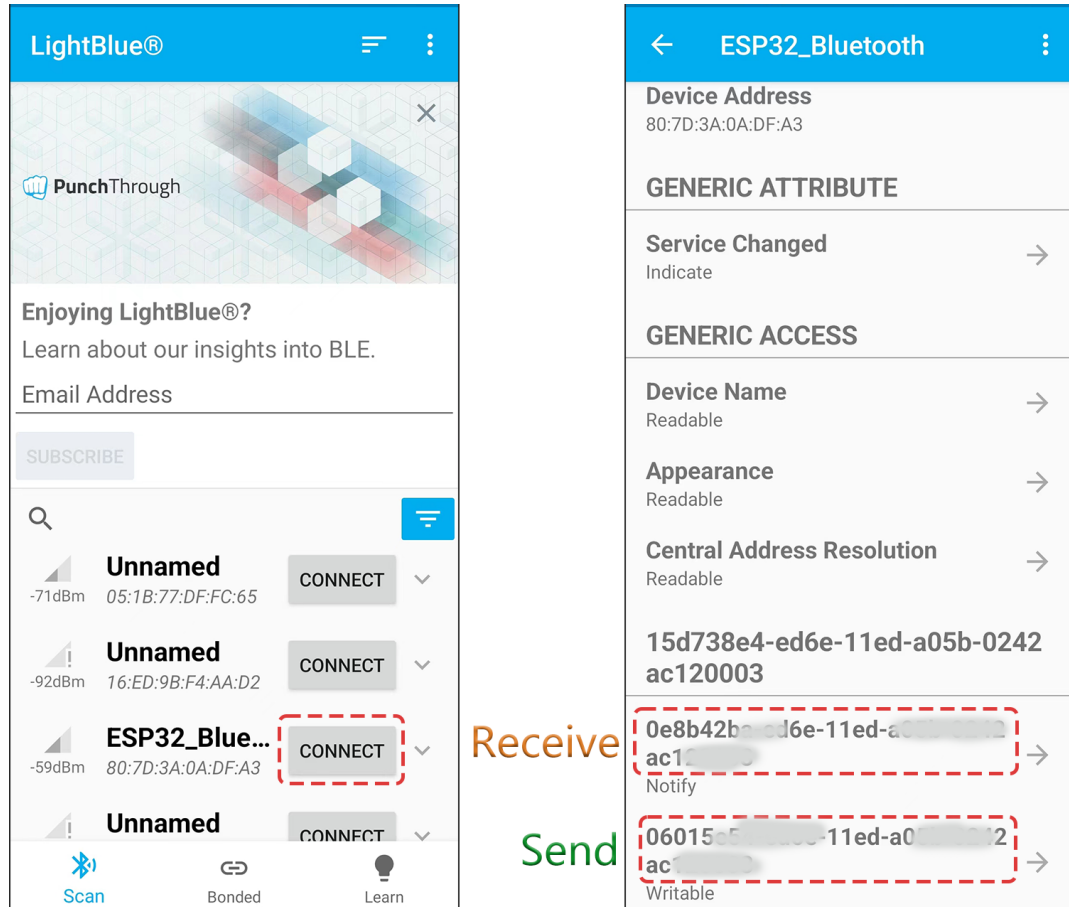 LightBlue®
PunchThrough
Enjoying LightBlue®?
Learn about our insights into BLE.
Email Address
SUBSCRIBE
Unnamed
-71dBm
05:1B:77:DF:FC:65
CONNECT
Unnamed
-92dBm
16:ED:9B:F4:AA:D2
CONNECT
ESP32_Blue...
-59dBm
80:7D:3A:0A:DF:A3
CONNECT
Unnamed
CONNECT
Scan
Bonded
Learn
Receive
Send
ESP32_Bluetooth
Device Address
80:7D:3A:0A:DF:A3
GENERIC ATTRIBUTE
Service Changed
Indicate
GENERIC ACCESS
Device Name
Readable
Appearance
Readable
Central Address Resolution
Readable
15d738e4-ed6e-11ed-a05b-0242
ac120003
Notify
Writable